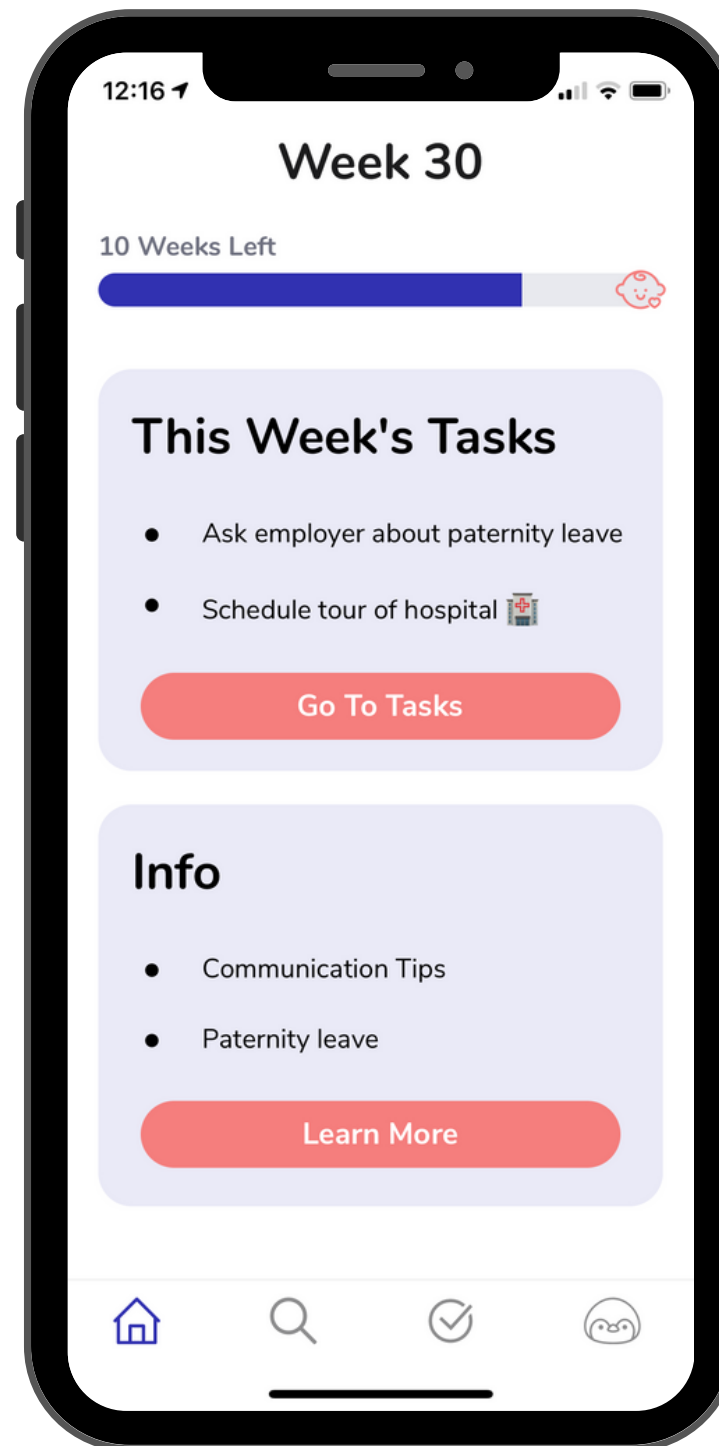 12:16
Week 30
10 Weeks Left
This Week's Tasks
Ask employer about paternity leave
Schedule tour of hospital 🏥
Go To Tasks
Info
Communication Tips
Paternity leave
Learn More